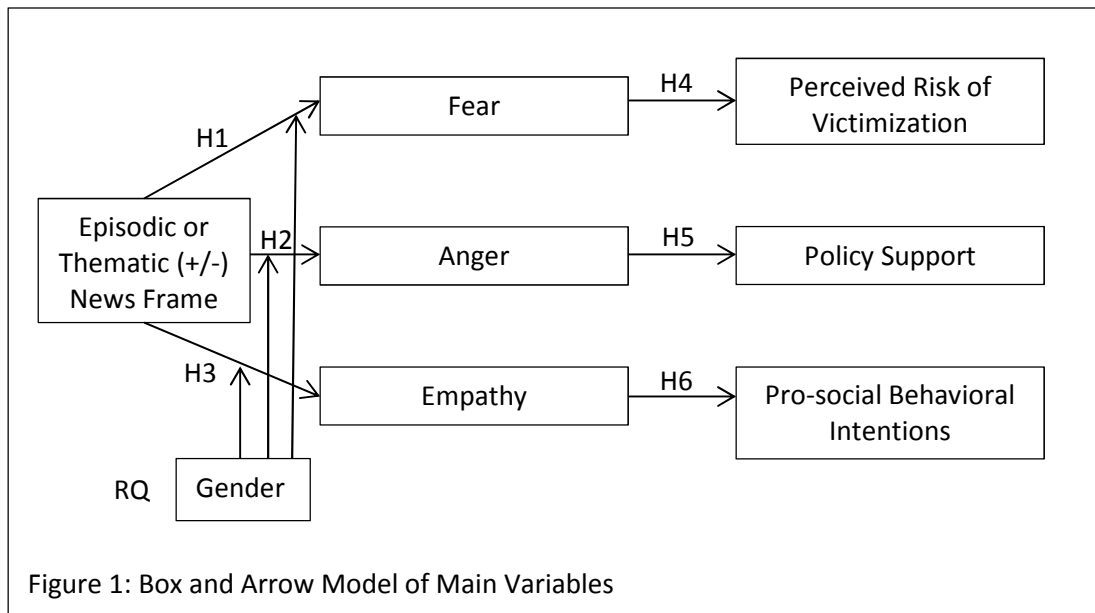 H1
Fear
H4
Perceived Risk of
Victimization
Episodic or
Thematic (+/-)
News Frame
H2
Anger
H5
Policy Support
H3
Empathy
H6
Pro-social Behavioral
Intentions
RQ
Gender
Figure 1: Box and Arrow Model of Main Variables